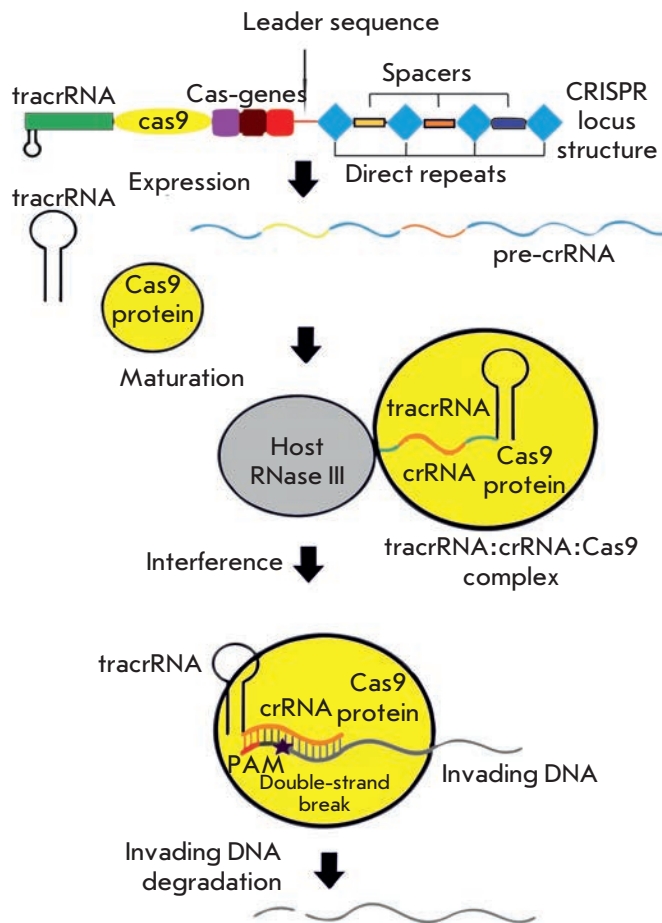 Leader sequence
Spacers
tracrRNA
Cas-genes
cas9
CRISPR
locus
structure
Direct repeats
Expression
tracrRNA
pre-crRNA
Cas9
protein
Maturation
tracrRNA
Host
RNase III
crRNA
Cas9
protein
tracrRNA:crRNA:Cas9
complex
Interference
tracrRNA
crRNA
Cas9
protein
PAM
Double-strand
break
Invading DNA
Invading DNA
degradation